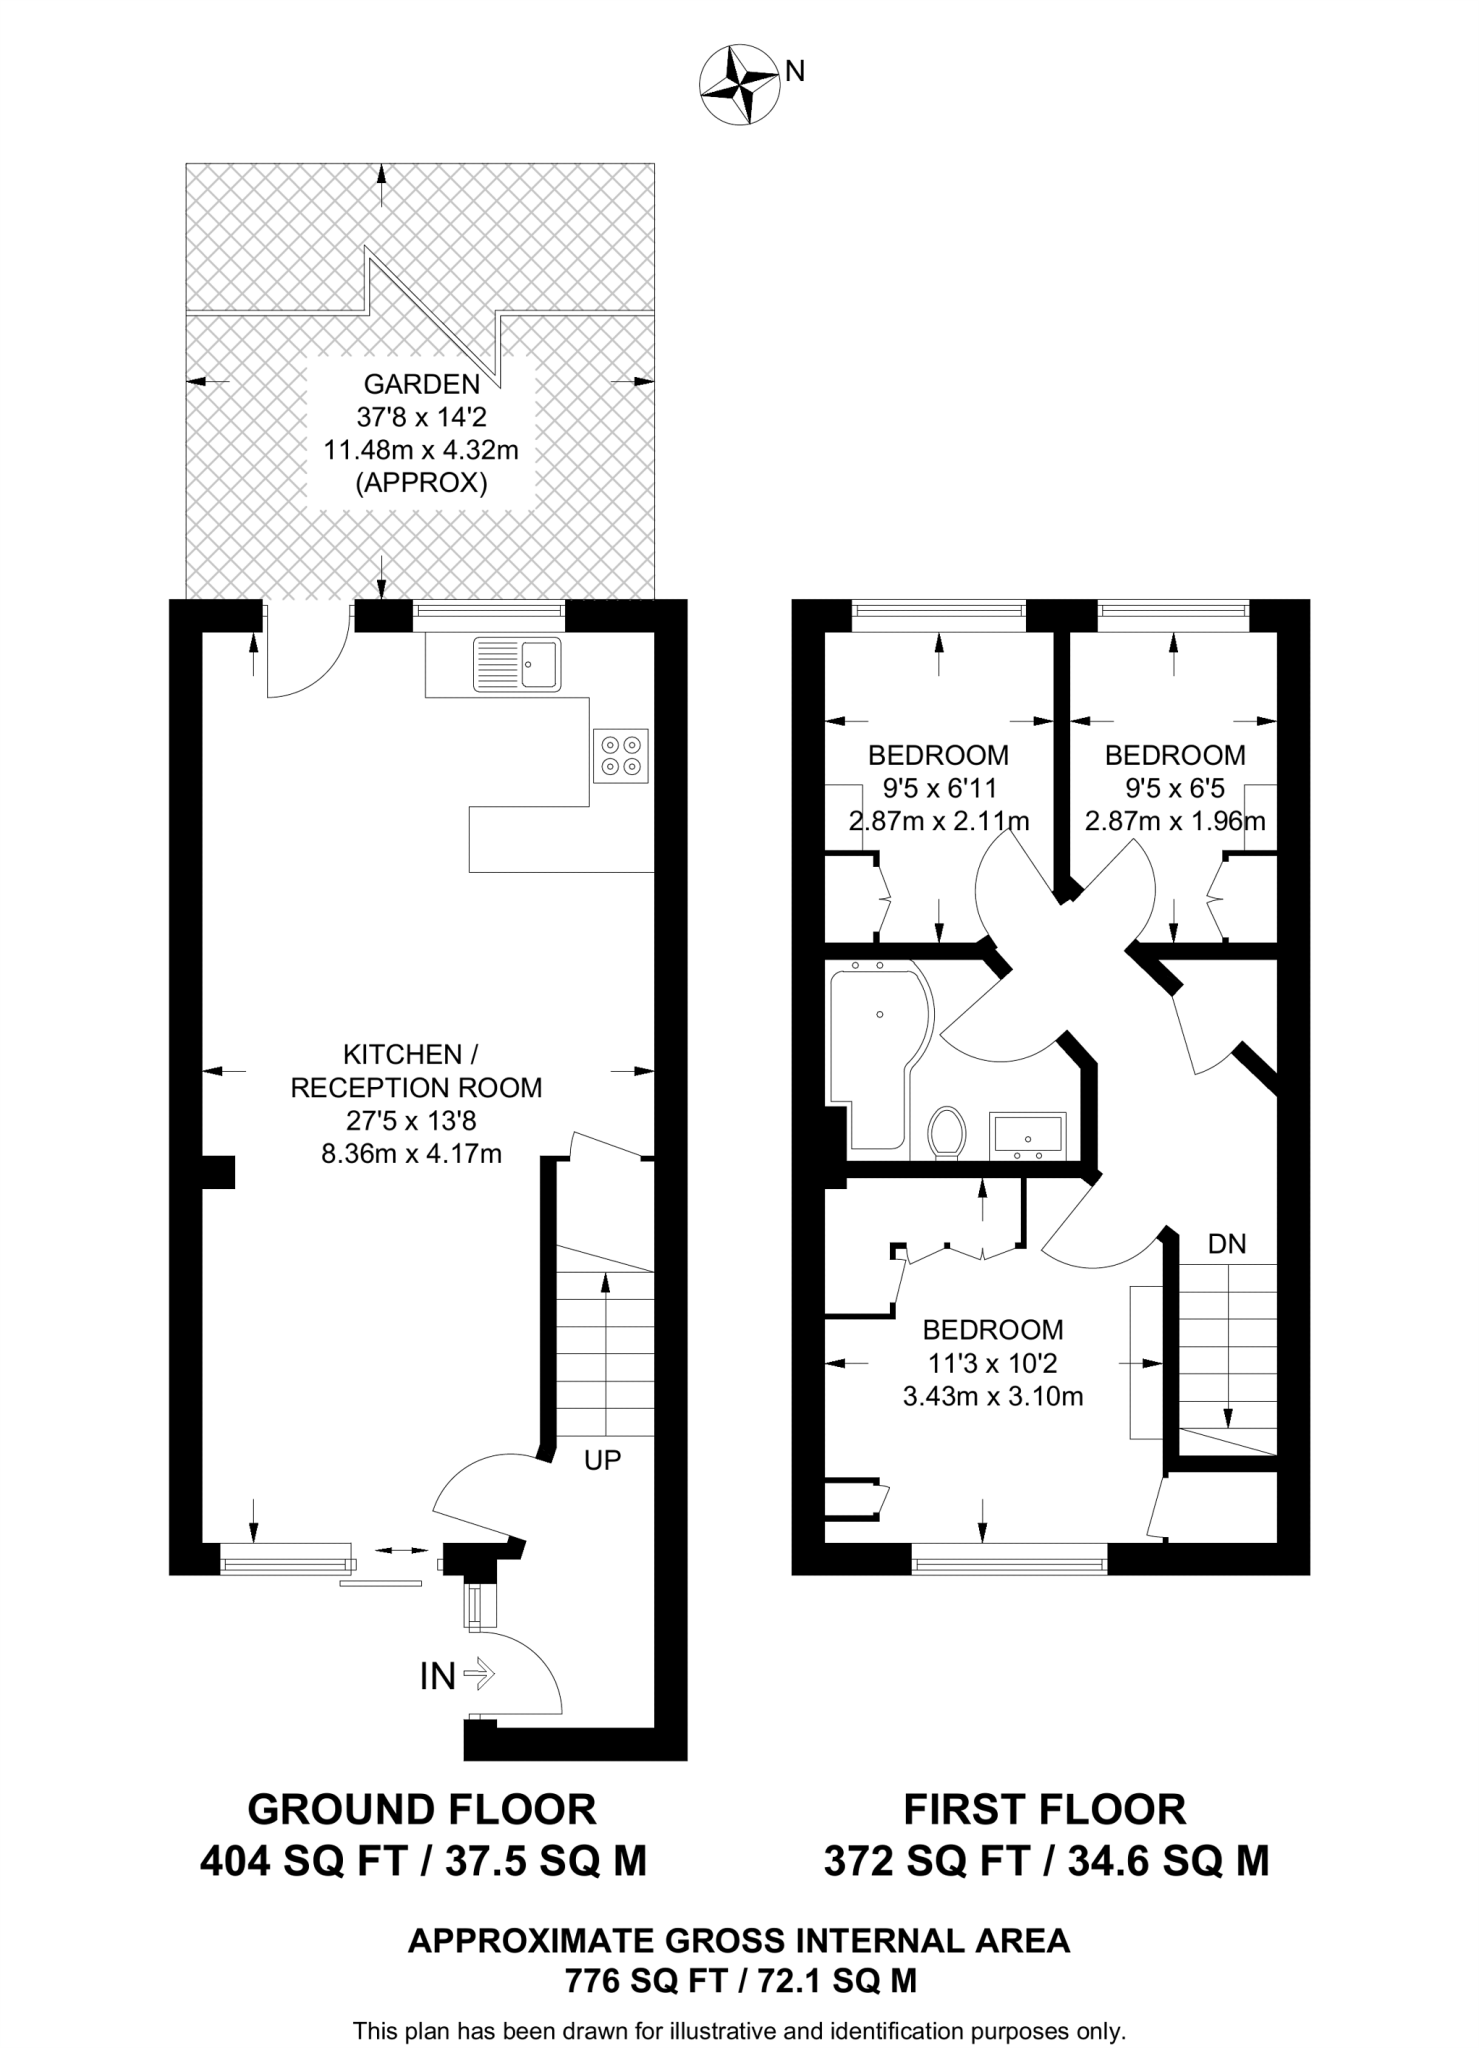 N
GARDEN
37'8 x 14'2
11.48m x 4.32m
(APPROX)
KITCHEN /
RECEPTION ROOM
27'5 x 13'8
8.36m x 4.17m
UP
IN
BEDROOM
9'5 x 6'11
2.87m x 2.11m
BEDROOM
9'5 x 6'5
2.87m x 1.96m
DN
BEDROOM
11'3 x 10'2
3.43m x 3.10m
GROUND FLOOR
404 SQ FT / 37.5 SQ M
FIRST FLOOR
372 SQ FT / 34.6 SQ M
APPROXIMATE GROSS INTERNAL AREA
776 SQ FT / 72.1 SQ M
This plan has been drawn for illustrative and identification purposes only.